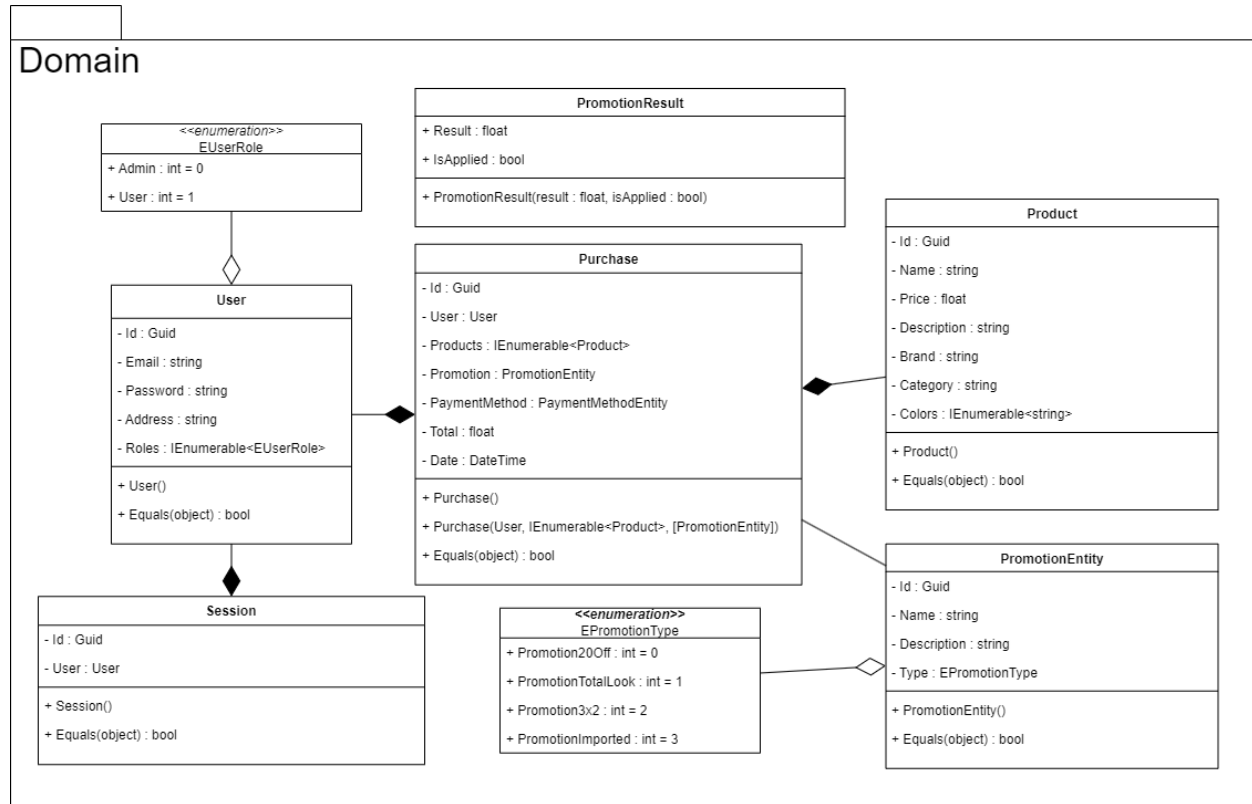 Domain
<<enumeration>>
EUserRole
+ Admin : int = 0
+ User : int = 1
PromotionResult
+ Result : float
+ IsApplied : bool
+ PromotionResult(result : float, isApplied : bool)
User
- Id : Guid
- Email : string
- Password : string
- Address : string
- Roles : IEnumerable<EUserRole>
+ User()
+ Equals(object) : bool
Purchase
- Id : Guid
- User : User
- Products : IEnumerable<Product>
- Promotion : PromotionEntity
- PaymentMethod : PaymentMethodEntity
- Total : float
- Date : DateTime
+ Purchase()
+ Purchase(User, IEnumerable<Product>, [PromotionEntity])
+ Equals(object) : bool
Product
- Id : Guid
- Name : string
- Price : float
- Description : string
- Brand : string
- Category : string
- Colors : IEnumerable<string>
+ Product()
+ Equals(object) : bool
Session
- Id : Guid
- User : User
+ Session()
+ Equals(object) : bool
<<enumeration>>
EPromotionType
+ Promotion20Off : int = 0
+ PromotionTotalLook : int = 1
+ Promotion3x2 : int = 2
+ PromotionImported : int = 3
PromotionEntity
- Id : Guid
- Name : string
- Description : string
- Type : EPromotionType
+ PromotionEntity()
+ Equals(object) : bool